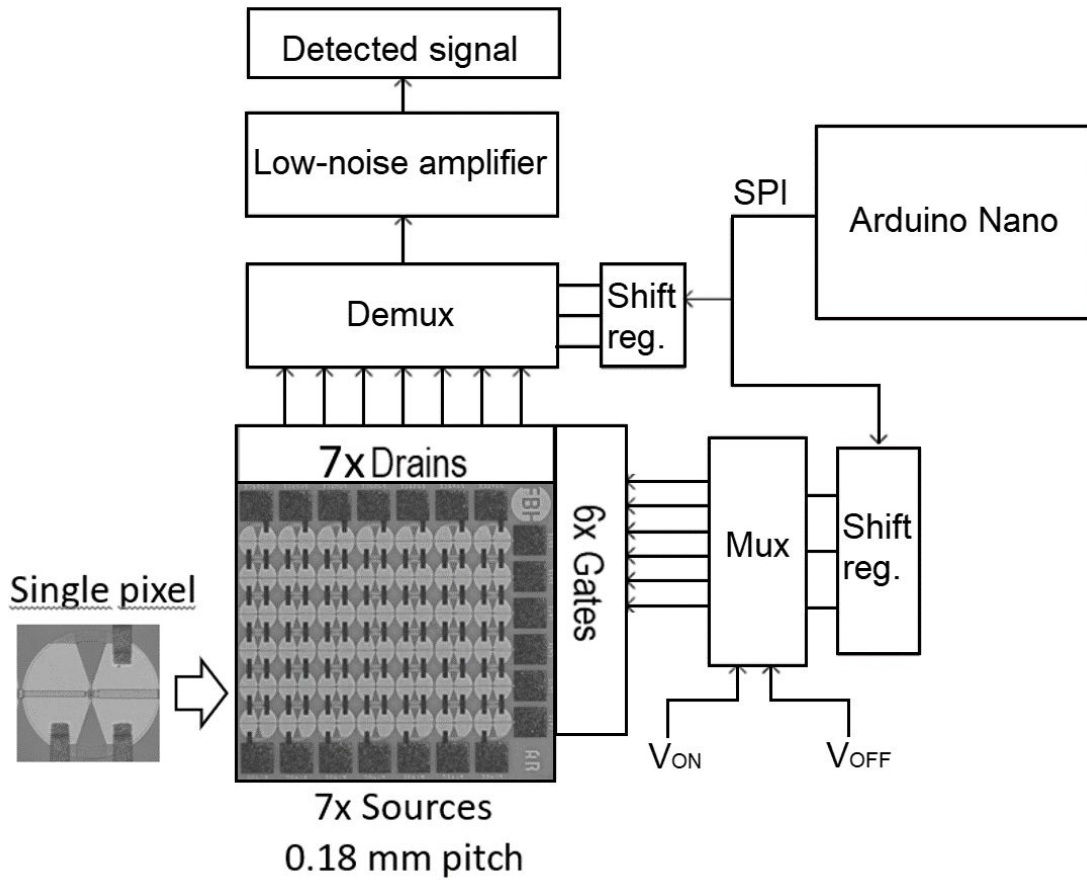 Detected signal
Low-noise amplifier
SPI
Arduino Nano
Demux
Shift
reg.
7x Drains
FBH
6x Gates
Mux
Shift
reg.
Single pixel
VON
VOFF
7x Sources
0.18 mm pitch